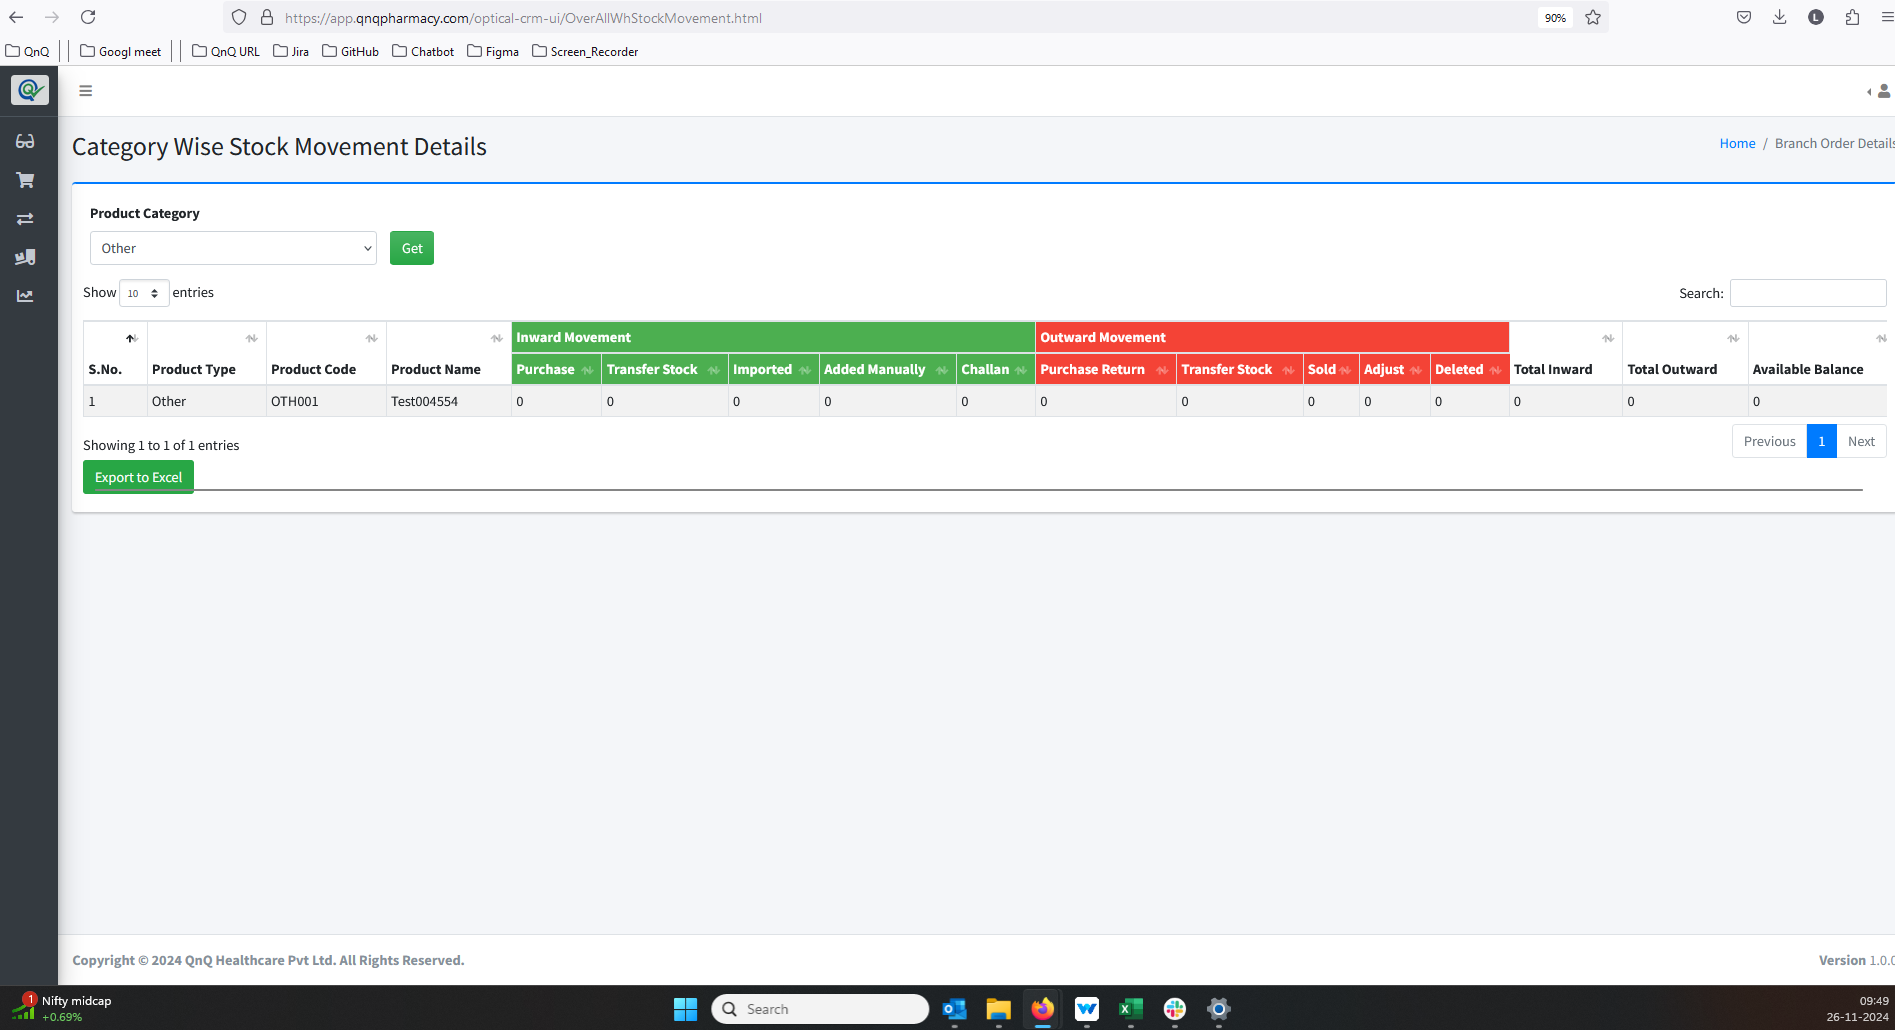 https://app.qnqpharmacy.com/optical-crm-ui/OverAllWhStockMovement.html 90% L
QnQ Googl meet QnQ URL Jira GitHub Chatbot Figma Screen_Recorder
Category Wise Stock Movement Details
Home / Branch Order Details
Product Category
Other Get
Show 10 entries Search:
Inward Movement Outward Movement
S.No. Product Type Product Code Product Name Purchase Transfer Stock Imported Added Manually Challan Purchase Return Transfer Stock Sold Adjust Deleted Total Inward Total Outward Available Balance
1 Other OTH001 Test004554 0 0 0 0 0 0 0 0 0 0 0 0 0
Showing 1 to 1 of 1 entries Previous 1 Next
Export to Excel
Copyright © 2024 QnQ Healthcare Pvt Ltd. All Rights Reserved. Version 1.0.0
1 Nifty midcap
+0.69%
Search
09:49
26-11-2024